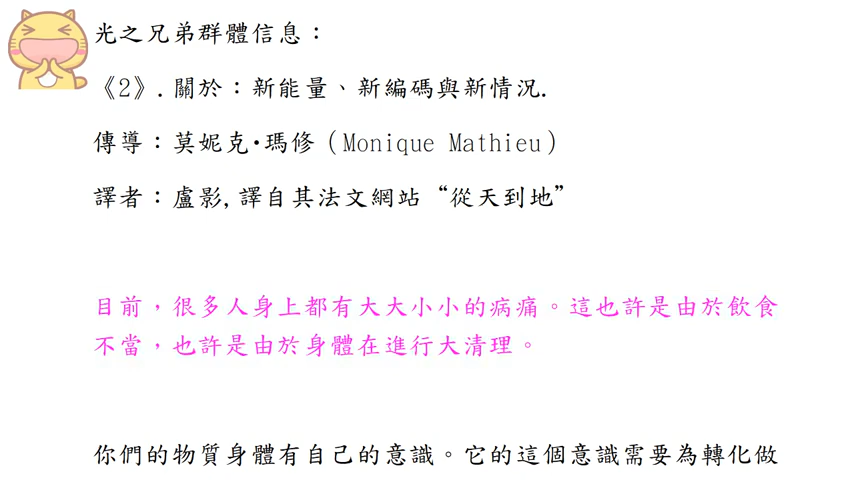 光之兄弟群體信息：
《2》.關於：新能量、新編碼與新情況.
傳導：莫妮克•瑪修（Monique Mathieu）
譯者：盧影,譯自其法文網站“從天到地”
目前，很多人身上都有大大小小的病痛。這也許是由於飲食
不當，也許是由於身體在進行大清理。
你們的物質身體有自己的意識。它的這個意識需要為轉化做